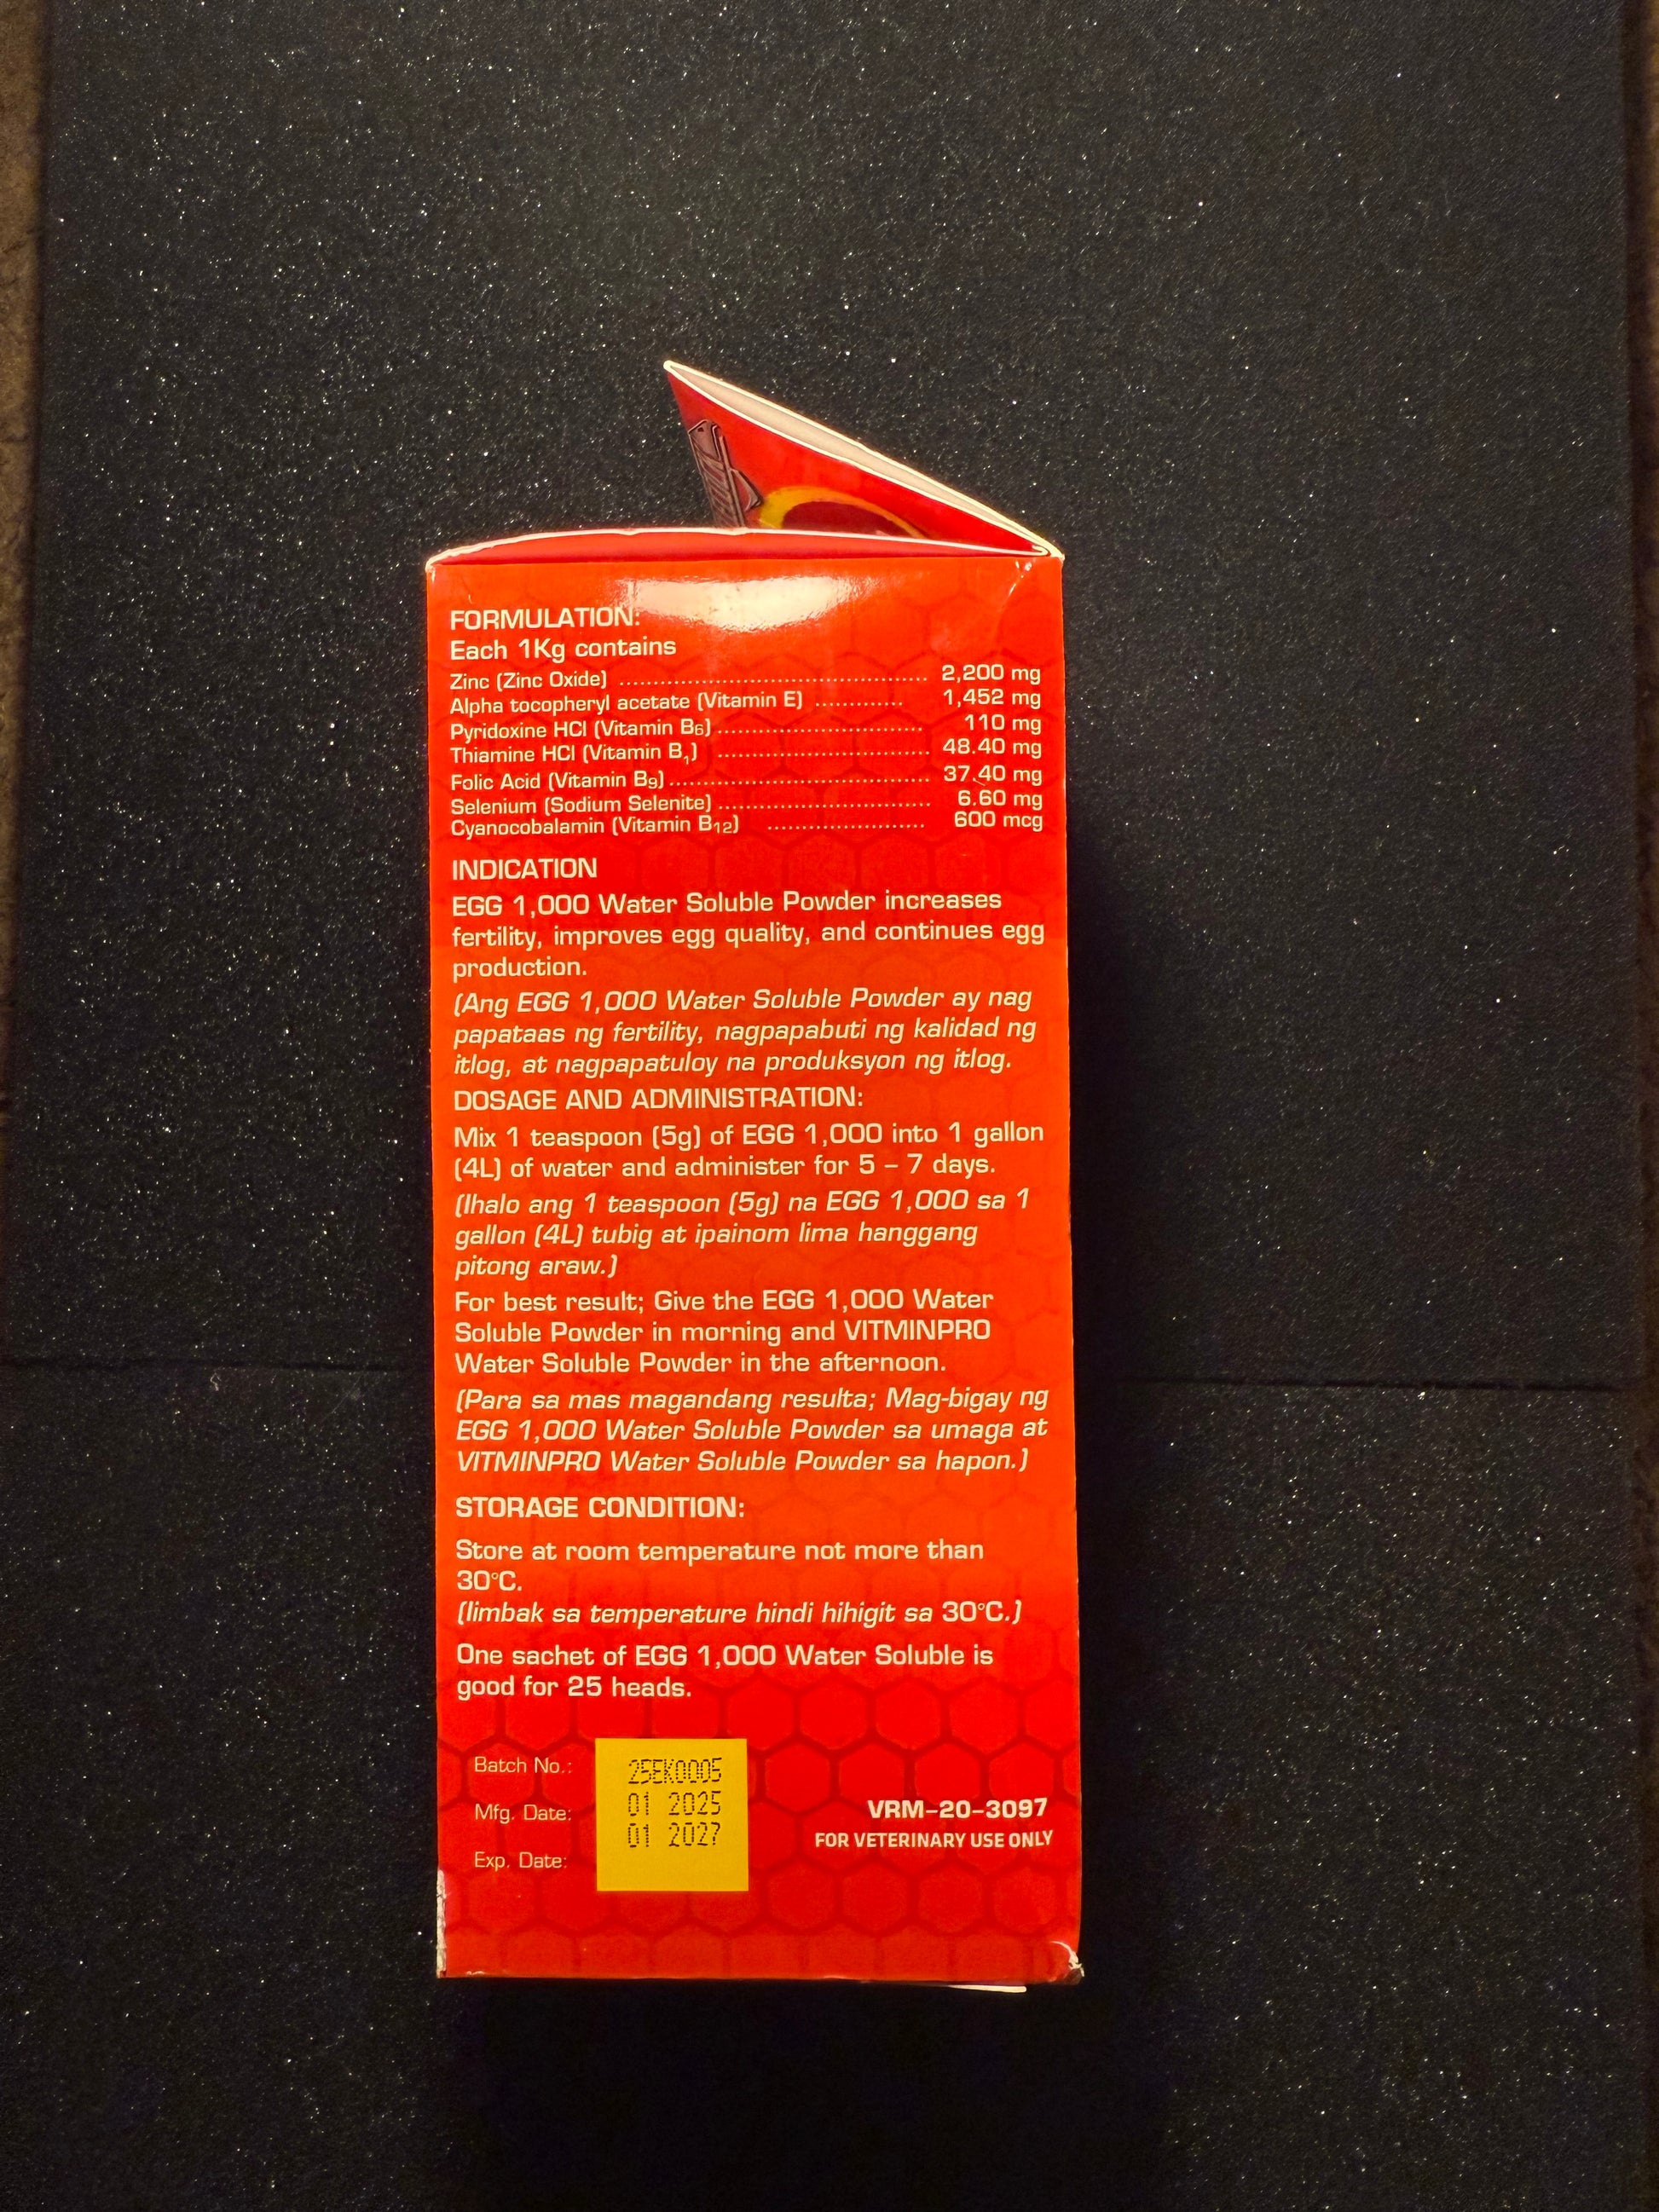 FORMULATION:
Each 1Kg contains
Zinc (Zinc Oxide) ................................................ 2,200 mg
Alpha tocopheryl acetate (Vitamin E) ............. 1,452 mg
Pyridoxine HCl (Vitamin B6) ............................... 110 mg
Thiamine HCl (Vitamin B1) ................................ 48.40 mg
Folic Acid (Vitamin B9) ....................................... 37.40 mg
Selenium (Sodium Selenite) ................................ 6.60 mg
Cyanocobalamin (Vitamin B12) ........................ 600 mcg
INDICATION
EGG 1,000 Water Soluble Powder increases
fertility, improves egg quality, and continues egg
production.
(Ang EGG 1,000 Water Soluble Powder ay nag
papataas ng fertility, nagpapabuti ng kalidad ng
itlog, at nagpapatuloy na produksyon ng itlog.
DOSAGE AND ADMINISTRATION:
Mix 1 teaspoon (5g) of EGG 1,000 into 1 gallon
(4L) of water and administer for 5 – 7 days.
(Ihalo ang 1 teaspoon (5g) na EGG 1,000 sa 1
gallon (4L) tubig at ipainom lima hanggang
pitong araw.)
For best result; Give the EGG 1,000 Water
Soluble Powder in morning and VITMINPRO
Water Soluble Powder in the afternoon.
(Para sa mas magandang resulta; Mag-bigay ng
EGG 1,000 Water Soluble Powder sa umaga at
VITMINPRO Water Soluble Powder sa hapon.)
STORAGE CONDITION:
Store at room temperature not more than
30°C.
(Iimbak sa temperature hindi hihigit sa 30°C.)
One sachet of EGG 1,000 Water Soluble is
good for 25 heads.
Batch No.: 25EK0005
Mfg. Date: 01 2025
Exp. Date: 01 2027
VRM-20-3097
FOR VETERINARY USE ONLY